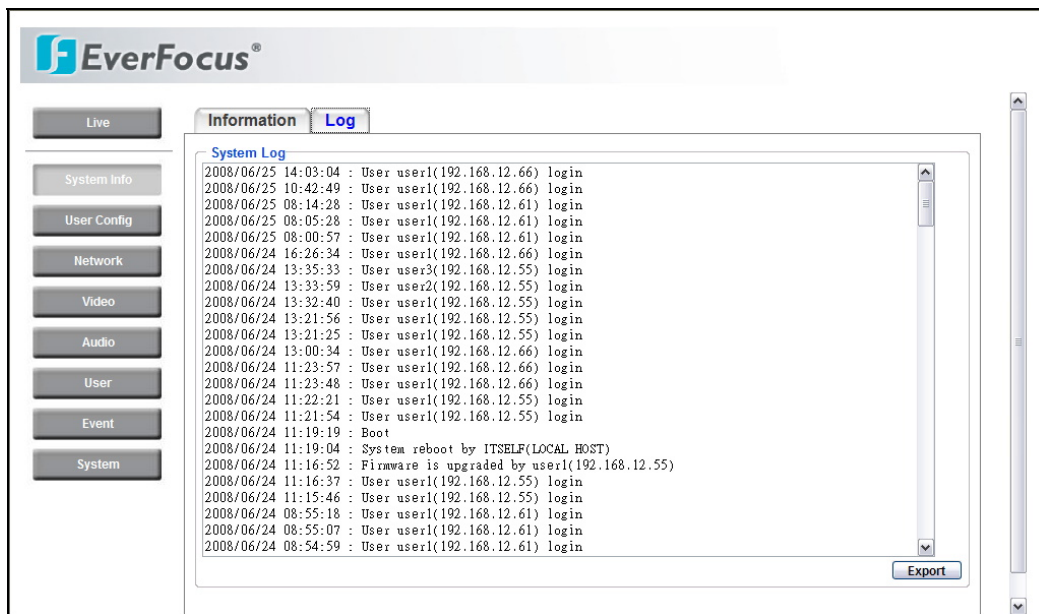 EverFocus®
Live
System Info
User Config
Network
Video
Audio
User
Event
System
Information
Log
System Log
2008/06/25 14:03:04 : User user1(192.168.12.66) login
2008/06/25 10:42:49 : User user1(192.168.12.66) login
2008/06/25 08:14:28 : User user1(192.168.12.61) login
2008/06/25 08:05:28 : User user1(192.168.12.61) login
2008/06/25 08:00:57 : User user1(192.168.12.61) login
2008/06/24 16:26:34 : User user1(192.168.12.66) login
2008/06/24 13:35:33 : User user3(192.168.12.55) login
2008/06/24 13:33:59 : User user2(192.168.12.55) login
2008/06/24 13:32:40 : User user1(192.168.12.55) login
2008/06/24 13:21:56 : User user1(192.168.12.55) login
2008/06/24 13:21:25 : User user1(192.168.12.55) login
2008/06/24 13:00:34 : User user1(192.168.12.66) login
2008/06/24 11:23:57 : User user1(192.168.12.66) login
2008/06/24 11:23:48 : User user1(192.168.12.66) login
2008/06/24 11:22:21 : User user1(192.168.12.55) login
2008/06/24 11:21:54 : User user1(192.168.12.55) login
2008/06/24 11:19:19 : Boot
2008/06/24 11:19:04 : System reboot by ITSELF(LOCAL HOST)
2008/06/24 11:16:52 : Firmware is upgraded by user1(192.168.12.55)
2008/06/24 11:16:37 : User user1(192.168.12.55) login
2008/06/24 11:15:46 : User user1(192.168.12.55) login
2008/06/24 08:55:18 : User user1(192.168.12.61) login
2008/06/24 08:55:07 : User user1(192.168.12.61) login
2008/06/24 08:54:59 : User user1(192.168.12.61) login
Export